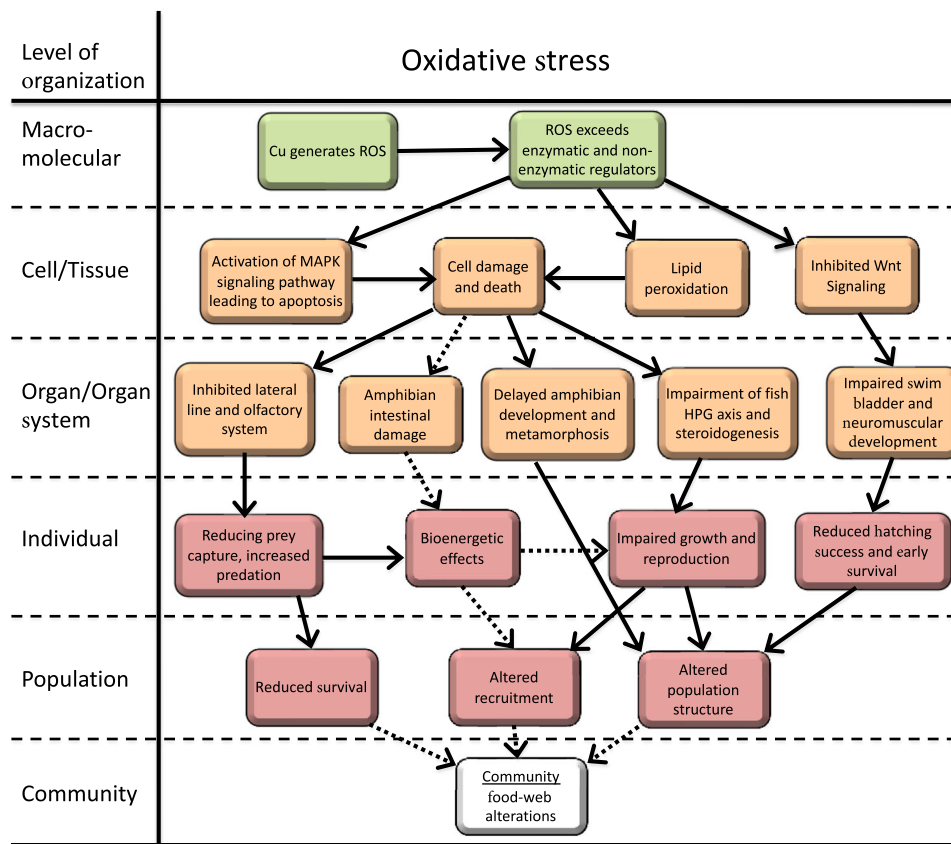 Level of
organization
Oxidative stress
Macro-
molecular
Cu generates ROS
ROS exceeds
enzymatic and non-
enzymatic regulators
Cell/Tissue
Activation of MAPK
signaling pathway
leading to apoptosis
Cell damage
and death
Lipid
peroxidation
Inhibited Wnt
Signaling
Organ/Organ
system
Inhibited lateral
line and olfactory
system
Amphibian
intestinal
damage
Delayed amphibian
development and
metamorphosis
Impairment of fish
HPG axis and
steroidogenesis
Impaired swim
bladder and
neuromuscular
development
Individual
Reducing prey
capture, increased
predation
Bioenergetic
effects
Impaired growth and
reproduction
Reduced hatching
success and early
survival
Population
Reduced survival
Altered
recruitment
Altered
population
structure
Community
Community
food-web
alterations